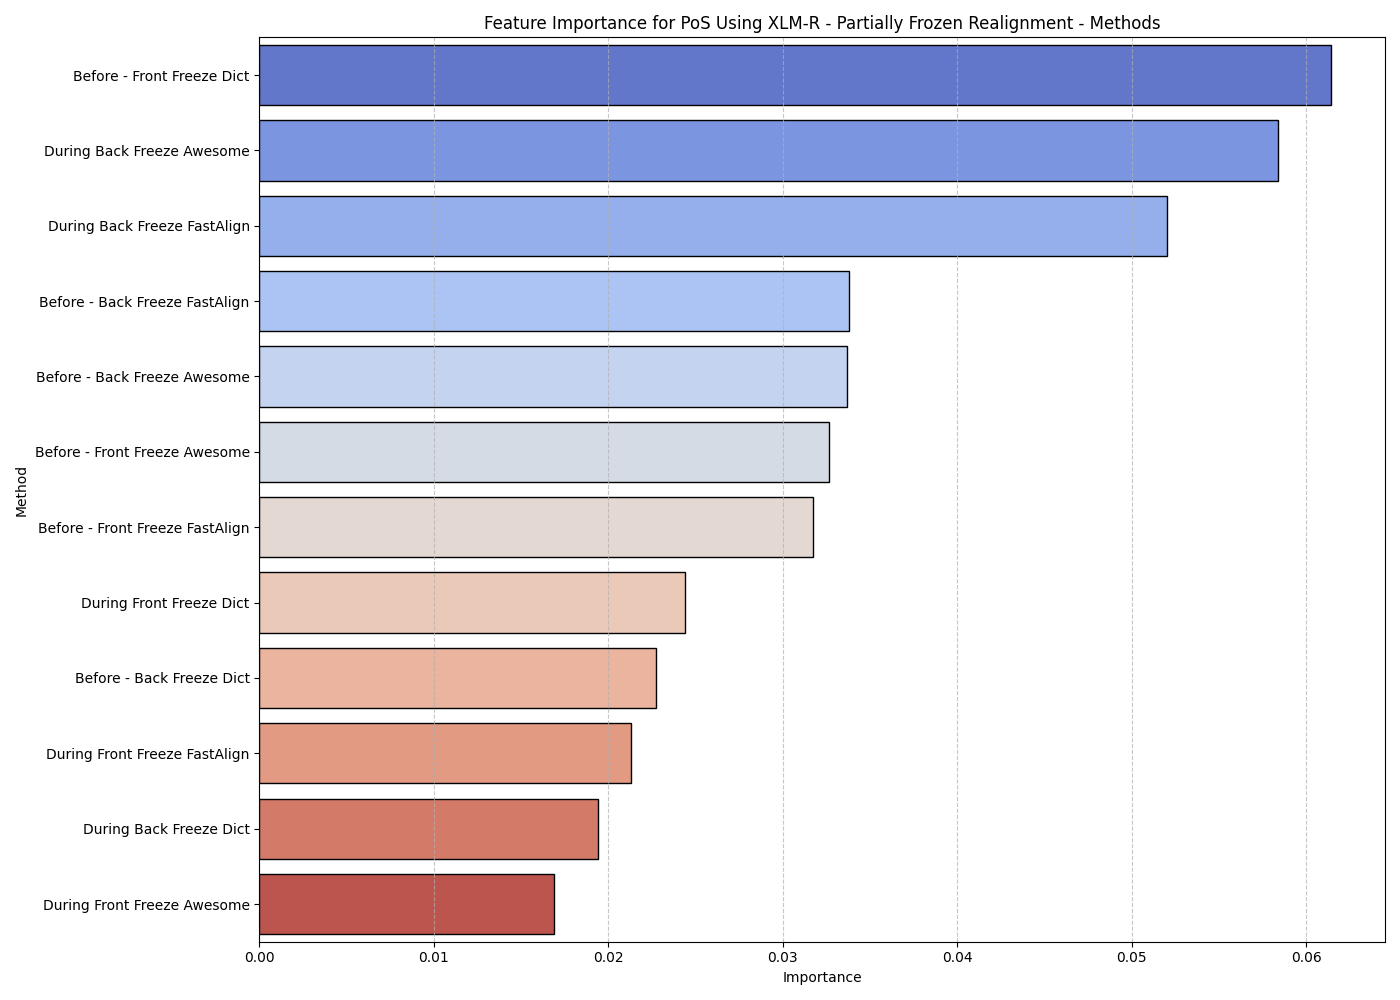 Feature Importance for PoS Using XLM-R - Partially Frozen Realignment - Methods
Before - Front Freeze Dict
During Back Freeze Awesome
During Back Freeze FastAlign
Before - Back Freeze FastAlign
Before - Back Freeze Awesome
Before - Front Freeze Awesome
Before - Front Freeze FastAlign
During Front Freeze Dict
Before - Back Freeze Dict
During Front Freeze FastAlign
During Back Freeze Dict
During Front Freeze Awesome
Method
0.00 0.01 0.02 0.03 0.04 0.05 0.06
Importance